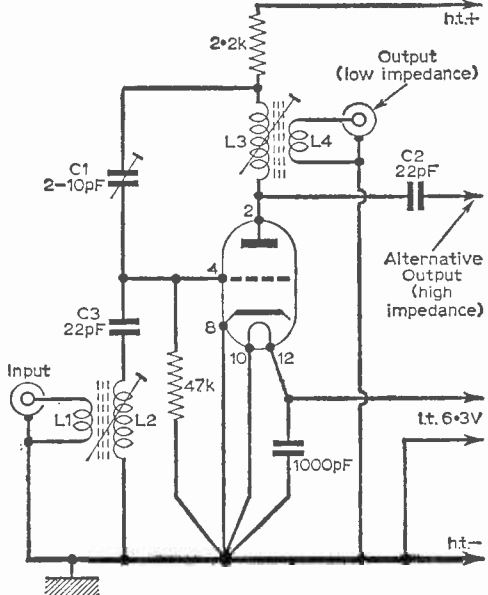 h.t.+
2·2k
Output
(low impedance)
L3
L4
C1
2-10pF
C2
22pF
2
4
Alternative
Output
(high
impedance)
C3
22pF
8
10
12
Input
L1
L2
47k
l.t. 6·3V
1000pF
h.t.-